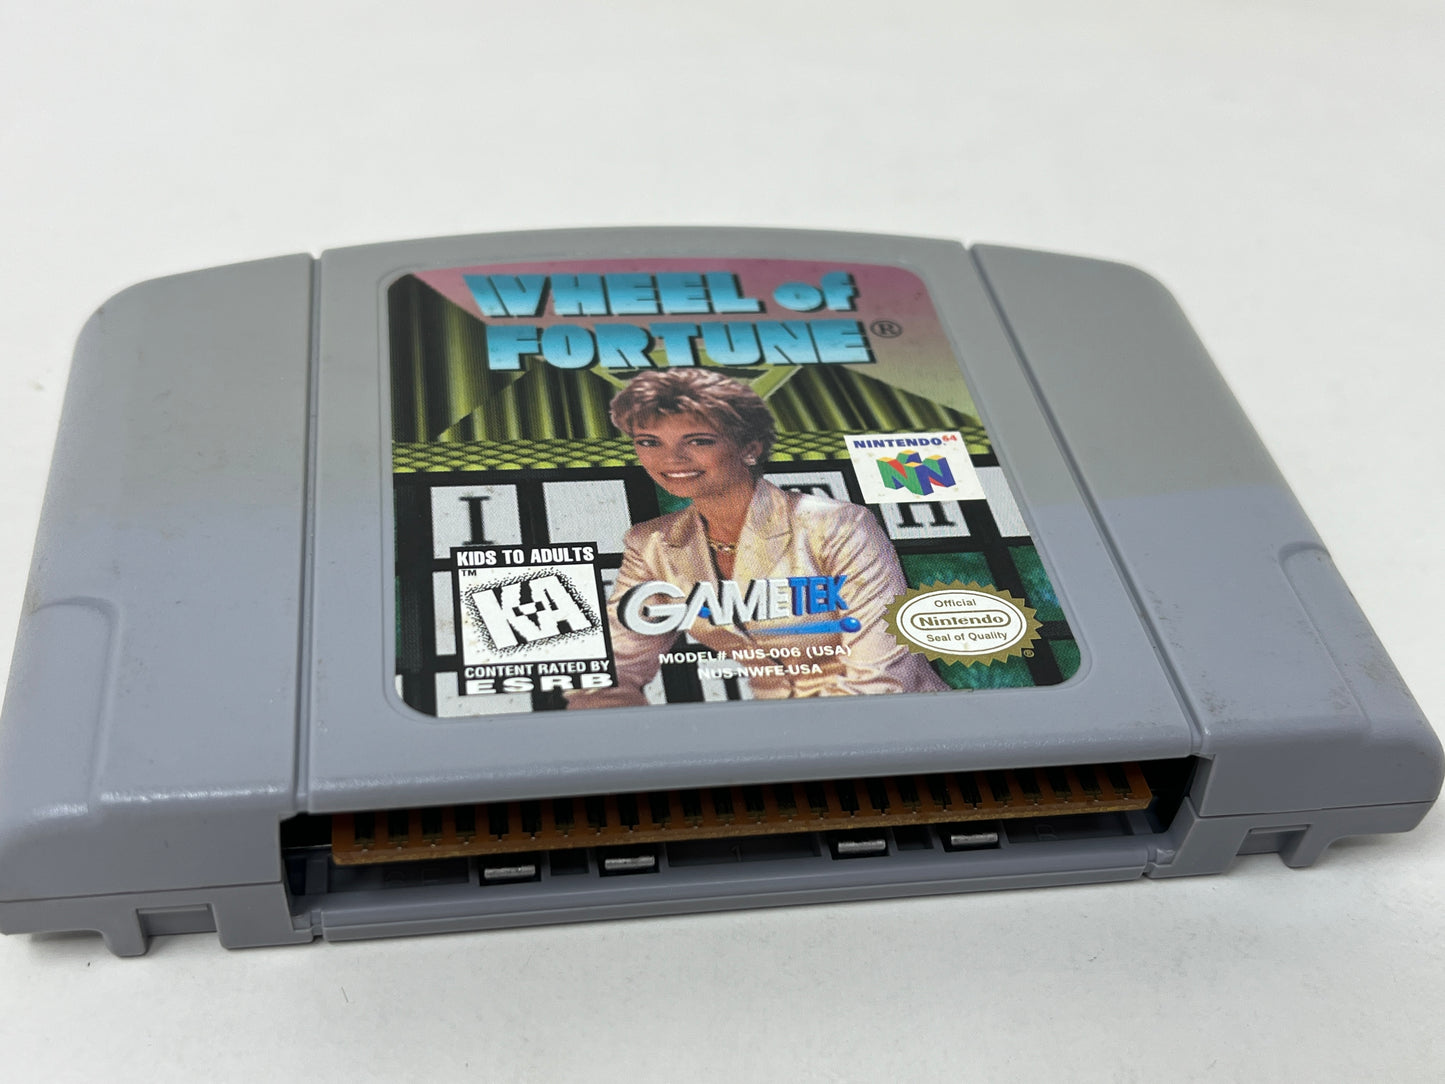 WHEEL of
FORTUNE®
NINTENDO64
I T H
KIDS TO ADULTS
TM
K-A
CONTENT RATED BY
ESRB
GAMETEK
MODEL# NUS-006 (USA)
NUS-NWFE-USA
Official
Nintendo
Seal of Quality
®